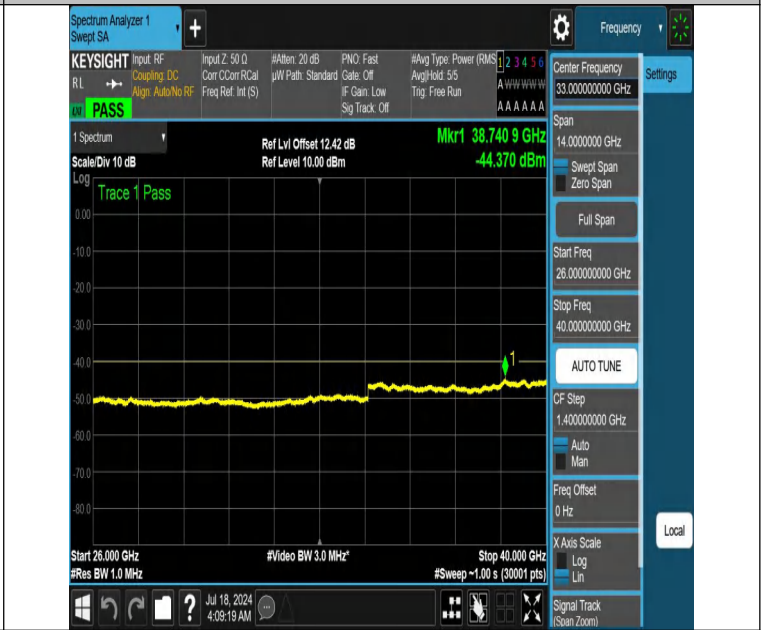 Spectrum Analyzer 1
Swept SA
+
Frequency
KEYSIGHT
Input: RF
Input Z: 50 Ω
#Atten: 20 dB
PNO: Fast
#Avg Type: Power (RMS
1 2 3 4 5 6
RL
Coupling: DC
Corr CCorr RCal
µW Path: Standard
Gate: Off
Avg|Hold: 5/5
A W W W W W
Align: Auto/No RF
Freq Ref: Int (S)
IF Gain: Low
Trig: Free Run
PASS
Sig Track: Off
A A A A A A
1 Spectrum
Ref Lvl Offset 12.42 dB
Mkr1 38.740 9 GHz
Scale/Div 10 dB
Ref Level 10.00 dBm
-44.370 dBm
Log
Trace 1 Pass
0.00
-10.0
-20.0
-30.0
-40.0
-50.0
-60.0
-70.0
-80.0
1
Start 26.000 GHz
#Video BW 3.0 MHz*
Stop 40.000 GHz
#Res BW 1.0 MHz
#Sweep ~1.00 s (30001 pts)
Jul 18, 2024
4:09:19 AM
Center Frequency
33.00000000 GHz
Settings
Span
14.0000000 GHz
Swept Span
Zero Span
Full Span
Start Freq
26.000000000 GHz
Stop Freq
40.000000000 GHz
AUTO TUNE
CF Step
1.400000000 GHz
Auto
Man
Freq Offset
0 Hz
X Axis Scale
Log
Lin
Local
Signal Track
(Span Zoom)